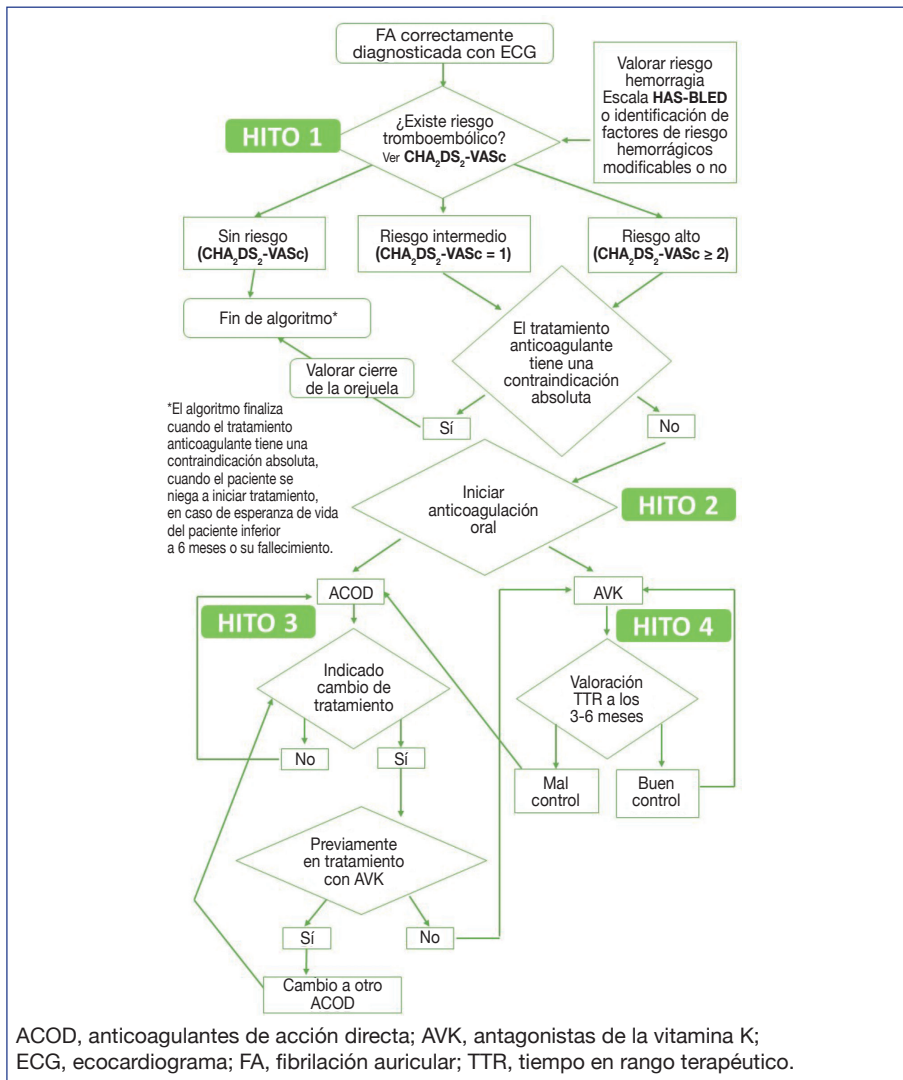 FA correctamente
diagnosticada con ECG
Valorar riesgo
hemorragia
Escala HAS-BLED
o identificación de
factores de riesgo
hemorrágicos
modificables o no
HITO 1
¿Existe riesgo
tromboembólico?
Ver CHA₂DS₂-VASc
Sin riesgo
(CHA₂DS₂-VASc)
Riesgo intermedio
(CHA₂DS₂-VASc = 1)
Riesgo alto
(CHA₂DS₂-VASc ≥ 2)
Fin de algoritmo*
El tratamiento
anticoagulante
tiene una
contraindicación
absoluta
Valorar cierre
de la orejuela
Sí
No
*El algoritmo finaliza
cuando el tratamiento
anticoagulante tiene una
contraindicación absoluta,
cuando el paciente se
niega a iniciar tratamiento,
en caso de esperanza de vida
del paciente inferior
a 6 meses o su fallecimiento.
Iniciar
anticoagulación
oral
HITO 2
ACOD
AVK
HITO 3
HITO 4
Indicado
cambio de
tratamiento
Valoración
TTR a los
3-6 meses
No
Sí
Mal
control
Buen
control
Previamente
en tratamiento
con AVK
Sí
No
Cambio a otro
ACOD
ACOD, anticoagulantes de acción directa; AVK, antagonistas de la vitamina K;
ECG, ecocardiograma; FA, fibrilación auricular; TTR, tiempo en rango terapéutico.